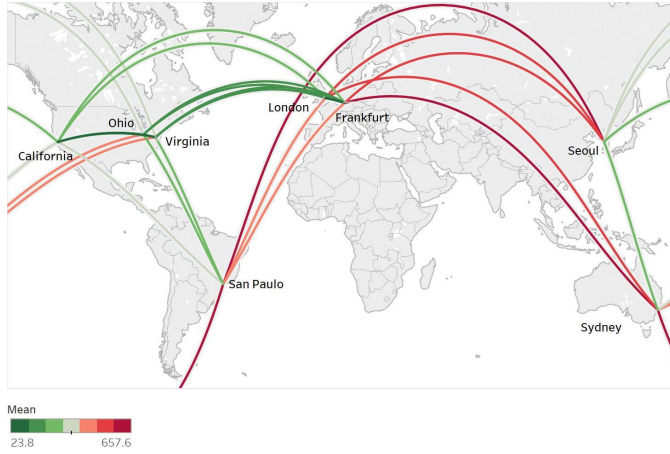 London
Frankfurt
Ohio
Virginia
California
Seoul
San Paulo
Sydney
Mean
23.8 657.6